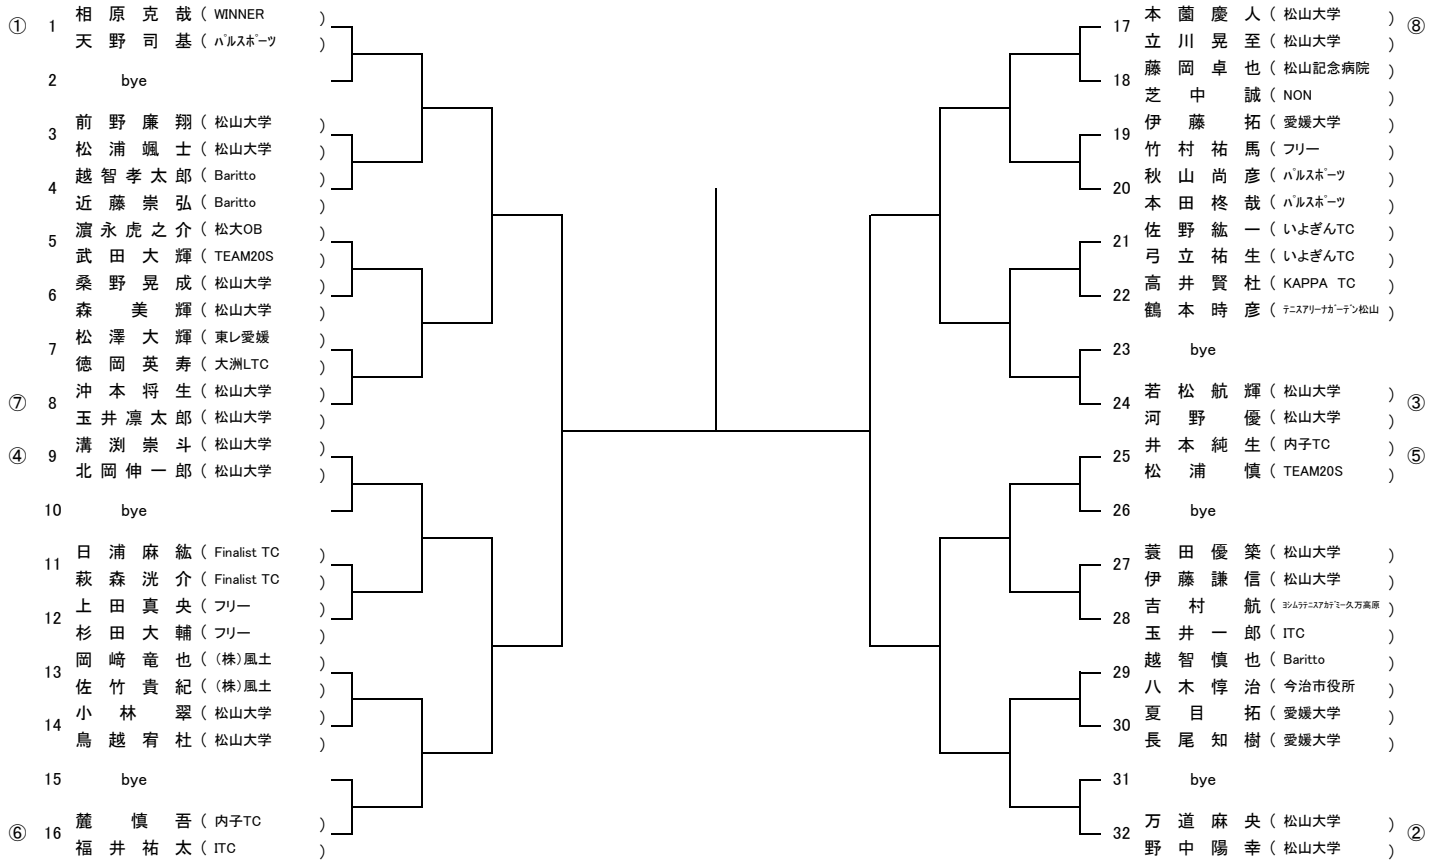 ① 1 相原克哉 ( WINNER )
天野司基 ( ﾊﾟﾙｽﾎﾟｰﾂ )
2 bye
3 前野廉翔 ( 松山大学 )
松浦颯士 ( 松山大学 )
4 越智孝太郎 ( Baritto )
近藤崇弘 ( Baritto )
5 濵永虎之介 ( 松大OB )
武田大輝 ( TEAM20S )
6 桑野晃成 ( 松山大学 )
森美輝 ( 松山大学 )
7 松澤大輝 ( 東レ愛媛 )
徳岡英寿 ( 大洲LTC )
⑦ 8 沖本将生 ( 松山大学 )
玉井凛太郎 ( 松山大学 )
④ 9 溝渕崇斗 ( 松山大学 )
北岡伸一郎 ( 松山大学 )
10 bye
11 日浦麻紘 ( Finalist TC )
萩森洸介 ( Finalist TC )
12 上田真央 ( フリー )
杉田大輔 ( フリー )
13 岡﨑竜也 ( (株)風土 )
佐竹貴紀 ( (株)風土 )
14 小林翠 ( 松山大学 )
鳥越宥杜 ( 松山大学 )
15 bye
⑥ 16 麓慎吾 ( 内子TC )
福井祐太 ( ITC )
17 本薗慶人 ( 松山大学 ) ⑧
立川晃至 ( 松山大学 )
18 藤岡卓也 ( 松山記念病院 )
芝中誠 ( NON )
19 伊藤拓 ( 愛媛大学 )
竹村祐馬 ( フリー )
20 秋山尚彦 ( ﾊﾟﾙｽﾎﾟｰﾂ )
本田柊哉 ( ﾊﾟﾙｽﾎﾟｰﾂ )
21 佐野紘一 ( いよぎんTC )
弓立祐生 ( いよぎんTC )
22 高井賢杜 ( KAPPA TC )
鶴本時彦 ( ﾃﾆｽｱﾘｰﾅｶﾞｰﾃﾞﾝ松山 )
23 bye
24 若松航輝 ( 松山大学 ) ③
河野優 ( 松山大学 )
25 井本純生 ( 内子TC ) ⑤
松浦慎 ( TEAM20S )
26 bye
27 蓑田優築 ( 松山大学 )
伊藤謙信 ( 松山大学 )
28 吉村航 ( ﾖｼﾑﾗﾃﾆｽｱｶﾃﾞﾐｰ久万高原 )
玉井一郎 ( ITC )
29 越智慎也 ( Baritto )
八木惇治 ( 今治市役所 )
30 夏目拓 ( 愛媛大学 )
長尾知樹 ( 愛媛大学 )
31 bye
32 万道麻央 ( 松山大学 ) ②
野中陽幸 ( 松山大学 )